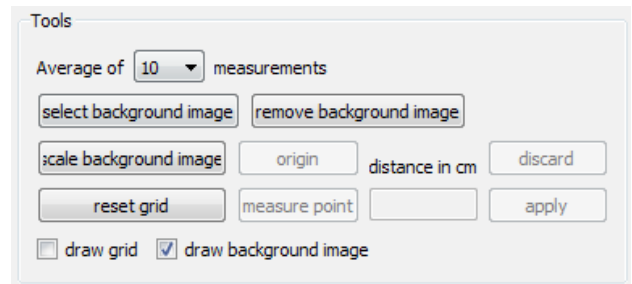 Tools
Average of 10 measurements
select background image remove background image
scale background image origin distance in cm discard
reset grid measure point apply
draw grid draw background image